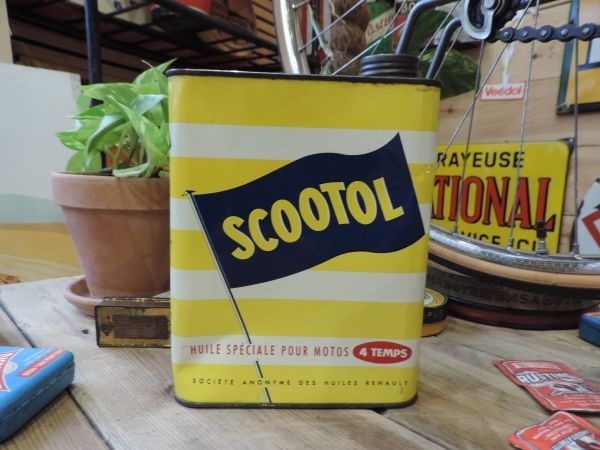 Veedol
SCOOTOL
RAYEUSE
TIONAL
HUILE SPÉCIALE POUR MOTOS 4 TEMPS
SOCIÉTÉ ANONYME DES HUILES RENAULT